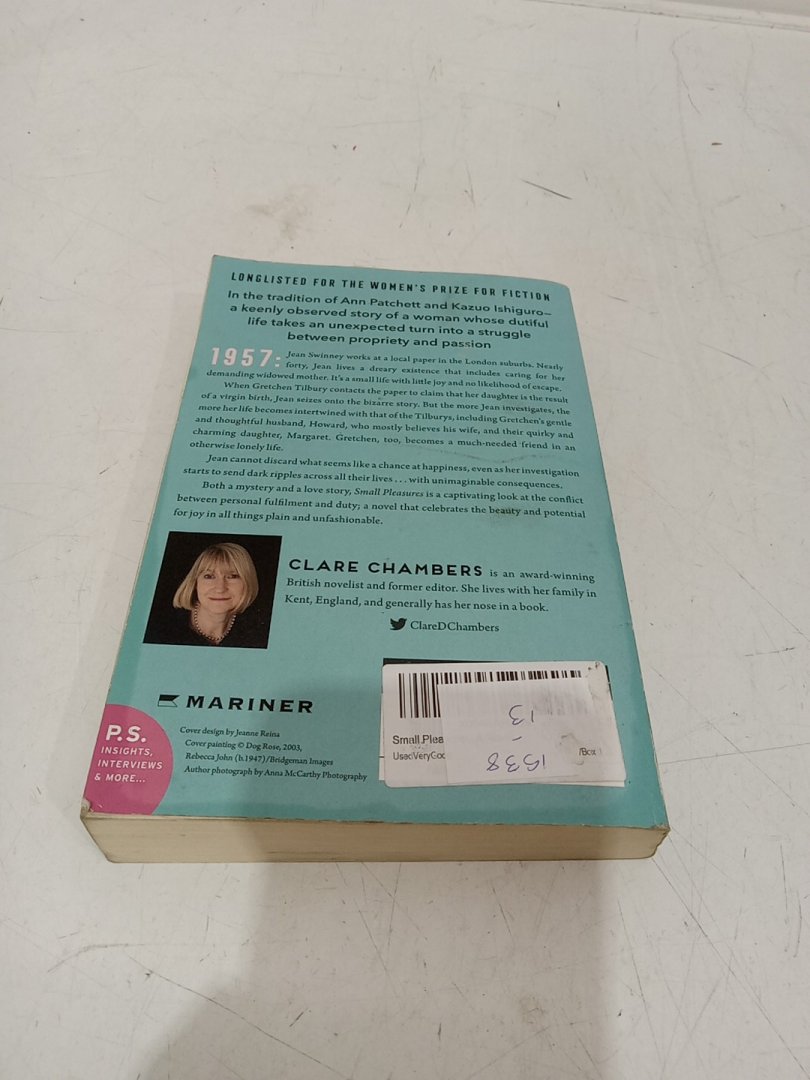 LONGLISTED FOR THE WOMEN'S PRIZE FOR FICTION
In the tradition of Ann Patchett and Kazuo Ishiguro—
a keenly observed story of a woman whose dutiful
life takes an unexpected turn into a struggle
between propriety and passion
1957: Jean Swinney works at a local paper in the London suburbs. Nearly
forty, Jean lives a dreary existence that includes caring for her
demanding widowed mother. It's a small life with little joy and no likelihood of escape.
When Gretchen Tilbury contacts the paper to claim that her daughter is the result
of a virgin birth, Jean seizes onto the bizarre story. But the more Jean investigates, the
more her life becomes intertwined with that of the Tilburys, including Gretchen's gentle
and thoughtful husband, Howard, who mostly believes his wife, and their quirky and
charming daughter, Margaret. Gretchen, too, becomes a much-needed friend in an
otherwise lonely life.
Jean cannot discard what seems like a chance at happiness, even as her investigation
starts to send dark ripples across all their lives . . . with unimaginable consequences.
Both a mystery and a love story, Small Pleasures is a captivating look at the conflict
between personal fulfilment and duty; a novel that celebrates the beauty and potential
for joy in all things plain and unfashionable.
CLARE CHAMBERS is an award-winning
British novelist and former editor. She lives with her family in
Kent, England, and generally has her nose in a book.
ClareDChambers
MARINER
P.S.
INSIGHTS,
INTERVIEWS
& MORE...
Cover design by Jeanne Reina
Cover painting © Dog Rose, 2003,
Rebecca John (b.1947)/Bridgeman Images
Author photograph by Anna McCarthy Photography
Small Plea
Used VeryGoo
/Box
1538
-
13